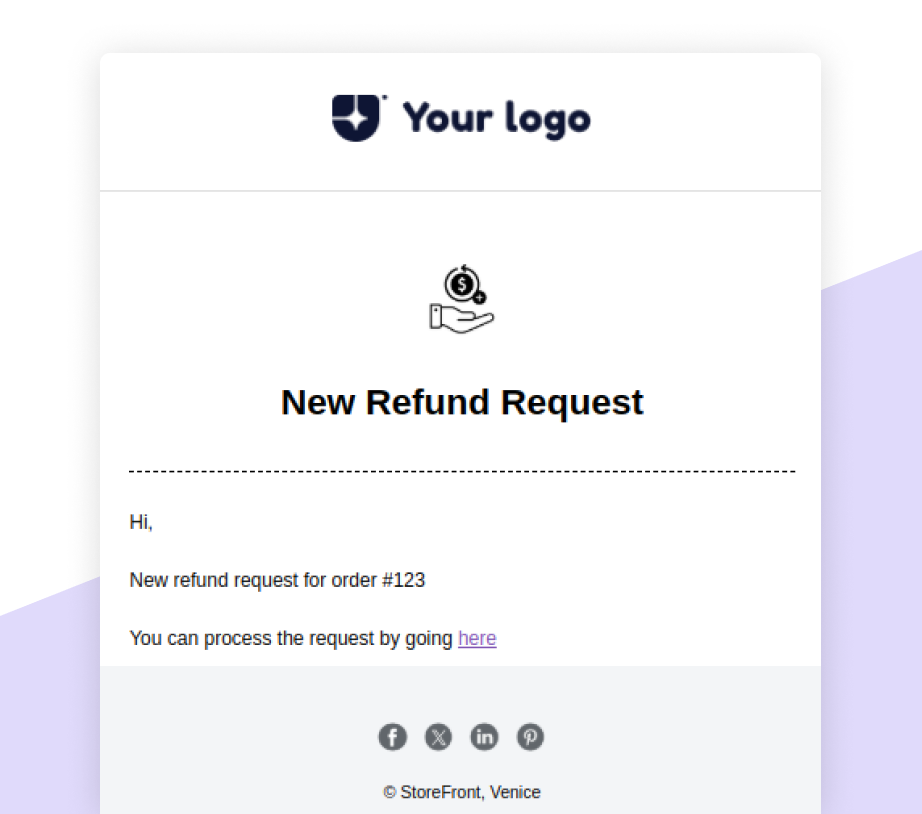 Your logo
New Refund Request
Hi,
New refund request for order #123
You can process the request by going here
© StoreFront, Venice